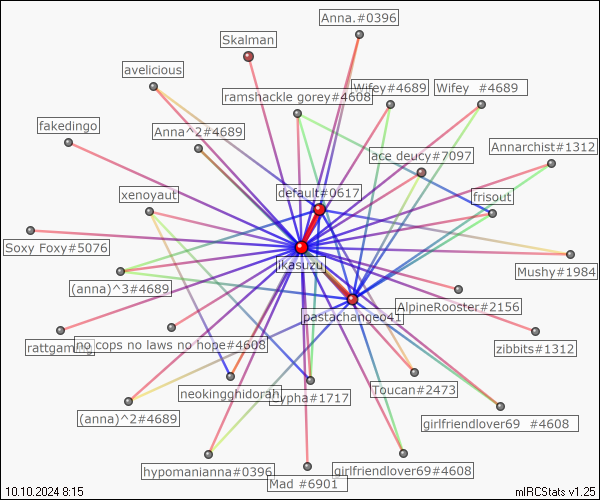 Anna.#0396
Skalman
avelicious
Wifey#4689
Wifey #4689
ramshackle gorey#4608
fakedingo
Anna^2#4689
Annarchist#1312
ace deucy#7097
default#0617
xenoyaut
frisout
Soxy Foxy#5076
ikasuzu
Mushy#1984
(anna)^3#4689
AlpineRooster#2156
pastachangeo41
rattgaming
no cops no laws no hope#4608
zibbits#1312
neokingghidorah
Toucan#2473
(anna)^2#4689
girlfriendlover69 #4608
hypomanianna#0396
girlfriendlover69#4608
Mad #6901
10.10.2024 8:15
mIRCStats v1.25